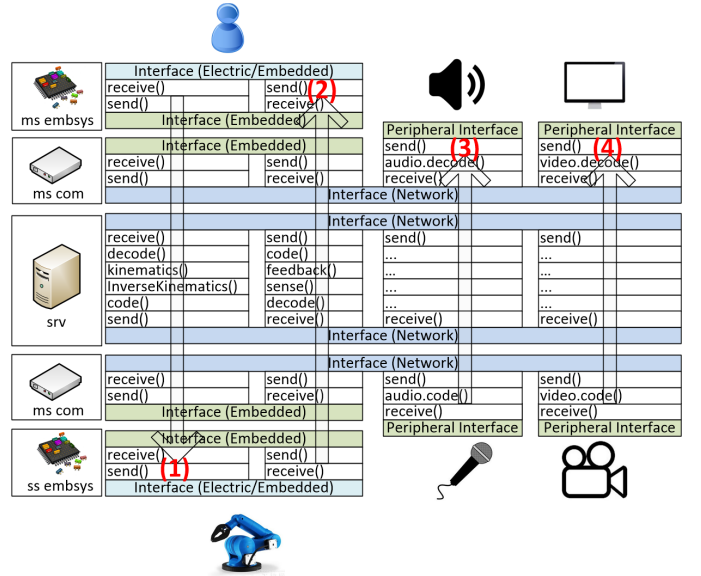 Interface (Electric/Embedded)
receive() send() (2)
send() receive()
ms embsys
Interface (Embedded)
Peripheral Interface Peripheral Interface
Interface (Embedded)
send() (3) send() (4)
receive() send() audio.decode() video.decode()
send() receive() receive() receive()
ms com
Interface (Network)
Interface (Network)
receive() send() send() send()
decode() code() ... ...
kinematics() feedback() ... ...
InverseKinematics() sense() ... ...
code() decode() ... ...
send() receive() receive() receive()
srv
Interface (Network)
Interface (Network)
receive() send() send() send()
send() receive() audio.code() video.code()
ms com
Interface (Embedded) receive() receive()
Peripheral Interface Peripheral Interface
Interface (Embedded)
receive() send()
send() (1) receive()
ss embsys
Interface (Electric/Embedded)